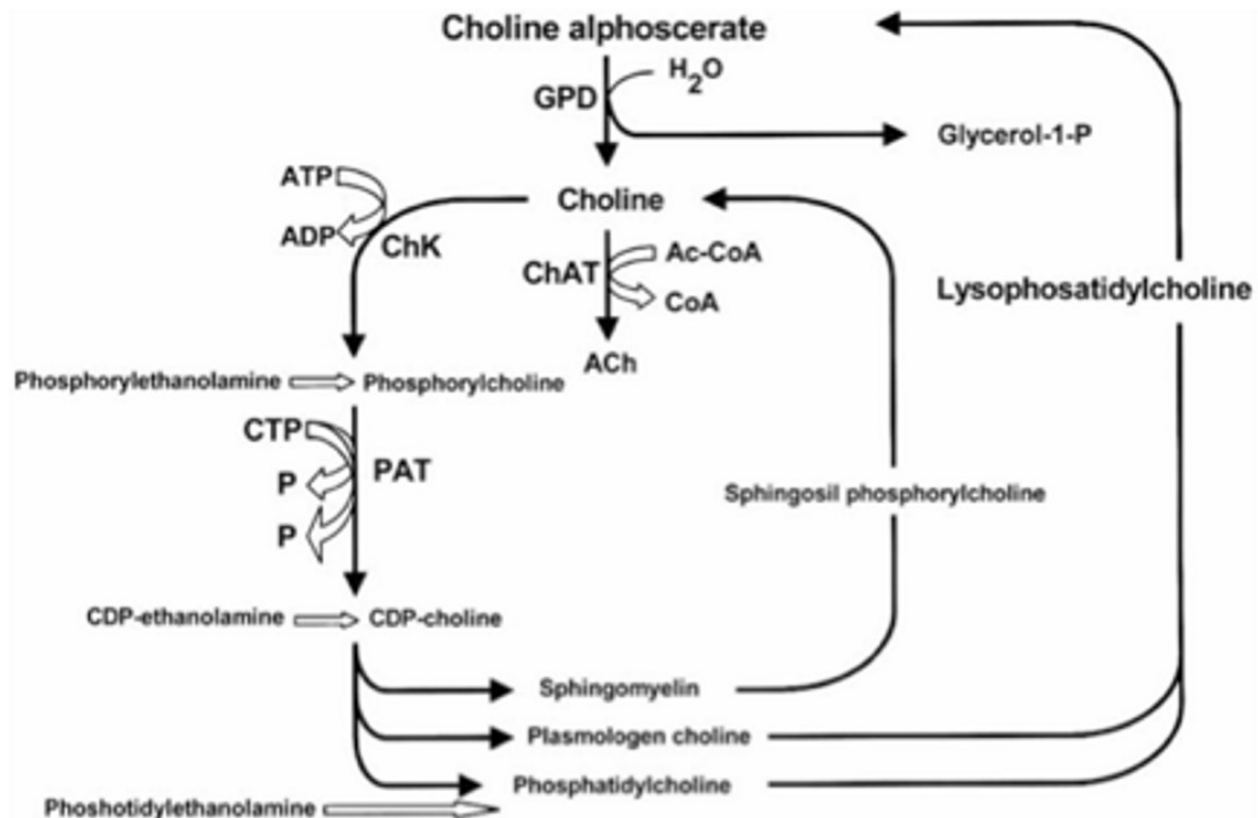 Choline alphoscerate
H2O
GPD
Glycerol-1-P
ATP
Choline
ADP
ChK
Ac-CoA
ChAT
CoA
Lysophosatidylcholine
ACh
Phosphorylethanolamine
Phosphorylcholine
CTP
PAT
P
Sphingosil phosphorylcholine
P
CDP-ethanolamine
CDP-choline
Sphingomyelin
Plasmologen choline
Phosphatidylcholine
Phoshotidylethanolamine